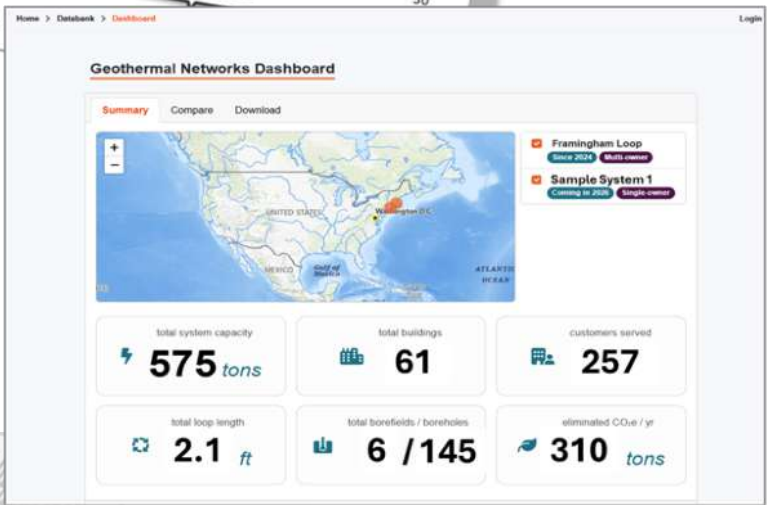 Home > Databank > Dashboard
Login
Geothermal Networks Dashboard
Summary Compare Download
+
−
UNITED STATES
Washington D.C.
MEXICO
Gulf of
Mexico
ATLANTIC
OCEAN
Framingham Loop
Since 2024 Multi-owner
Sample System 1
Coming in 2026 Single-owner
total system capacity
575 tons
total buildings
61
customers served
257
total loop length
2.1 ft
total borefields / boreholes
6 / 145
eliminated CO₂e / yr
310 tons